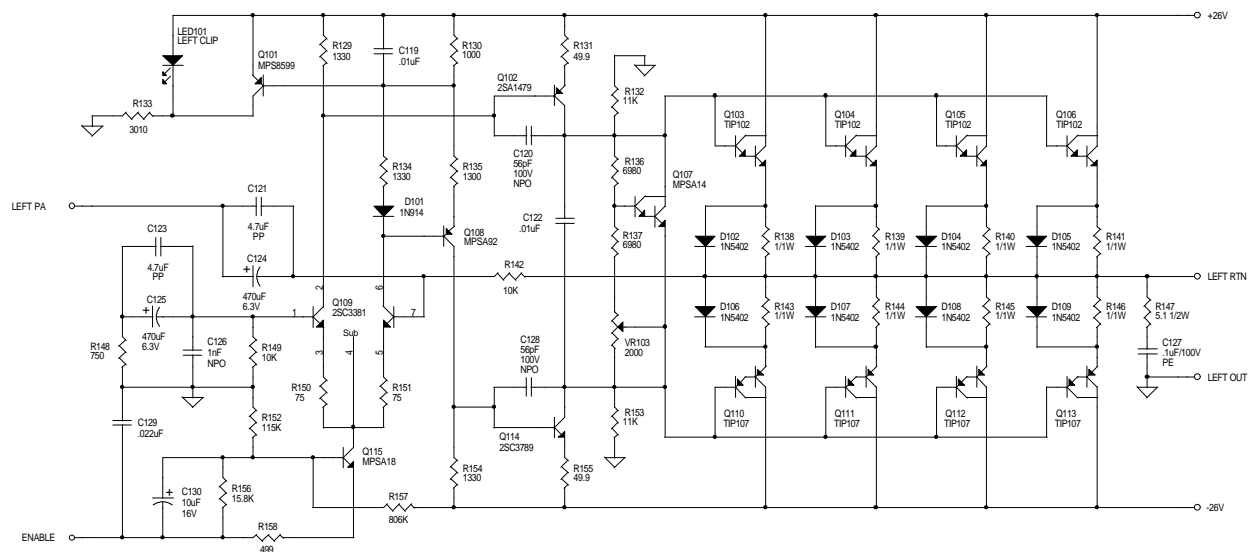 +26V
LED101
LEFT CLIP
Q101
MPS8599
R129
1330
C119
.01uF
R130
1000
R131
49.9
Q102
2SA1479
R132
11K
R133
3010
Q103
TIP102
Q104
TIP102
Q105
TIP102
Q106
TIP102
C120
56pF
100V
NPO
R134
1330
R135
1300
R136
6980
Q107
MPSA14
C121
4.7uF
PP
LEFT PA
D101
1N914
C122
.01uF
Q108
MPSA92
R137
6980
C123
4.7uF
PP
C124
+
470uF
6.3V
D102
1N5402
R138
1/1W
D103
1N5402
R139
1/1W
D104
1N5402
R140
1/1W
D105
1N5402
R141
1/1W
R142
10K
LEFT RTN
C125
+
470uF
6.3V
2
6
Q109
2SC3381
1
7
Sub
3
4
5
D106
1N5402
R143
1/1W
D107
1N5402
R144
1/1W
D108
1N5402
R145
1/1W
D109
1N5402
R146
1/1W
R147
5.1 1/2W
R148
750
C126
1nF
NPO
R149
10K
VR103
2000
C127
.1uF/100V
PE
C128
56pF
100V
NPO
LEFT OUT
R150
75
R151
75
C129
.022uF
R152
115K
Q114
2SC3789
R153
11K
Q110
TIP107
Q111
TIP107
Q112
TIP107
Q113
TIP107
Q115
MPSA18
R154
1330
R155
49.9
C130
+
10uF
16V
R156
15.8K
R157
806K
-26V
R158
499
ENABLE